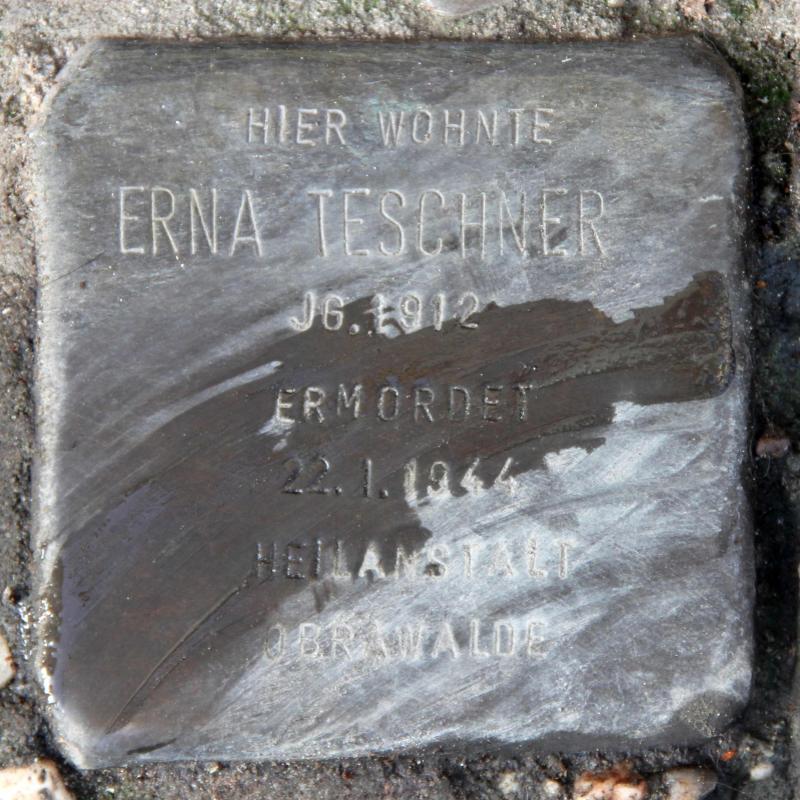 HIER WOHNTE
ERNA TESCHNER
JG. 1912
ERMORDET
22.1.1944
HEILANSTALT
OBRAWALDE